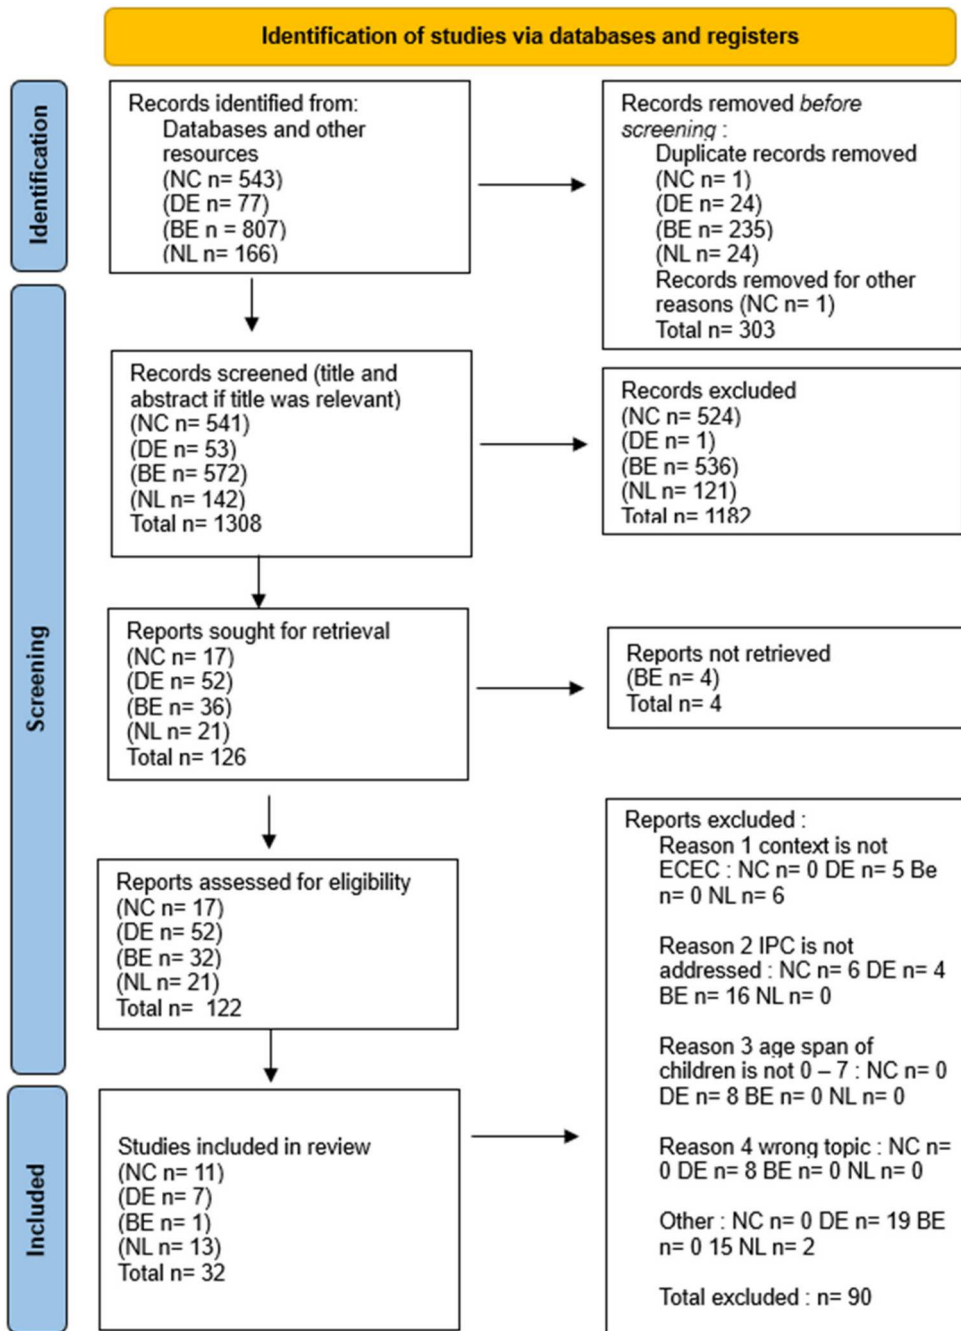 Identification of studies via databases and registers
Identification
Records identified from:
Databases and other
resources
(NC n= 543)
(DE n= 77)
(BE n = 807)
(NL n= 166)
Records removed before
screening :
Duplicate records removed
(NC n= 1)
(DE n= 24)
(BE n= 235)
(NL n= 24)
Records removed for other
reasons (NC n= 1)
Total n= 303
Screening
Records screened (title and
abstract if title was relevant)
(NC n= 541)
(DE n= 53)
(BE n= 572)
(NL n= 142)
Total n= 1308
Records excluded
(NC n= 524)
(DE n= 1)
(BE n= 536)
(NL n= 121)
Total n= 1182
Reports sought for retrieval
(NC n= 17)
(DE n= 52)
(BE n= 36)
(NL n= 21)
Total n= 126
Reports not retrieved
(BE n= 4)
Total n= 4
Reports assessed for eligibility
(NC n= 17)
(DE n= 52)
(BE n= 32)
(NL n= 21)
Total n=  122
Reports excluded :
Reason 1 context is not
ECEC : NC n= 0 DE n= 5 Be
n= 0 NL n= 6
Reason 2 IPC is not
addressed : NC n= 6 DE n= 4
BE n= 16 NL n= 0
Reason 3 age span of
children is not 0 – 7 : NC n= 0
DE n= 8 BE n= 0 NL n= 0
Reason 4 wrong topic : NC n=
0 DE n= 8 BE n= 0 NL n= 0
Other : NC n= 0 DE n= 19 BE
n= 0 15 NL n= 2
Total excluded : n= 90
Included
Studies included in review
(NC n= 11)
(DE n= 7)
(BE n= 1)
(NL n= 13)
Total n= 32